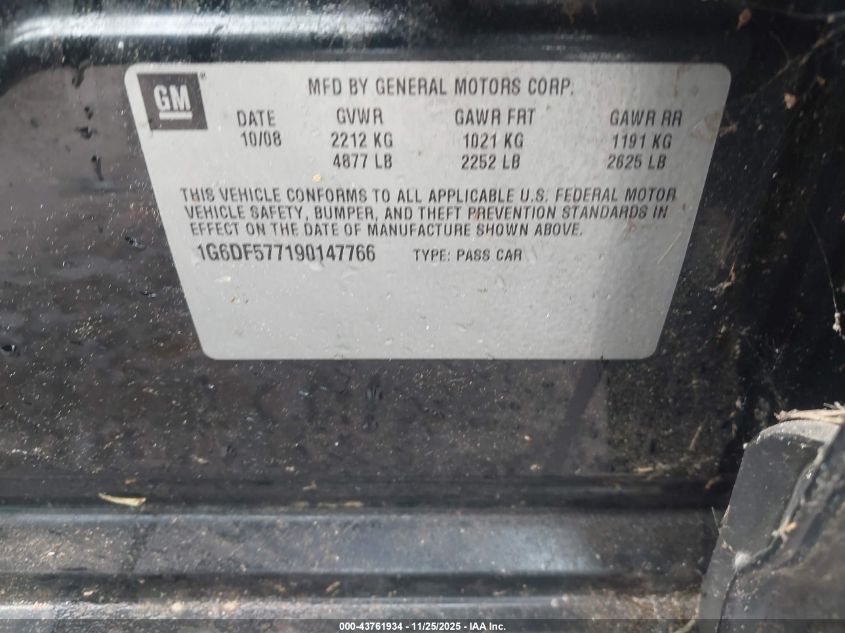 GM
MFD BY GENERAL MOTORS CORP.
DATE GVWR GAWR FRT GAWR RR
10/08 2212 KG 1021 KG 1191 KG
4877 LB 2252 LB 2625 LB
THIS VEHICLE CONFORMS TO ALL APPLICABLE U.S. FEDERAL MOTOR
VEHICLE SAFETY, BUMPER, AND THEFT PREVENTION STANDARDS IN
EFFECT ON THE DATE OF MANUFACTURE SHOWN ABOVE.
1G6DF577190147766 TYPE: PASS CAR
000-43761934 - 11/25/2025 - IAA Inc.